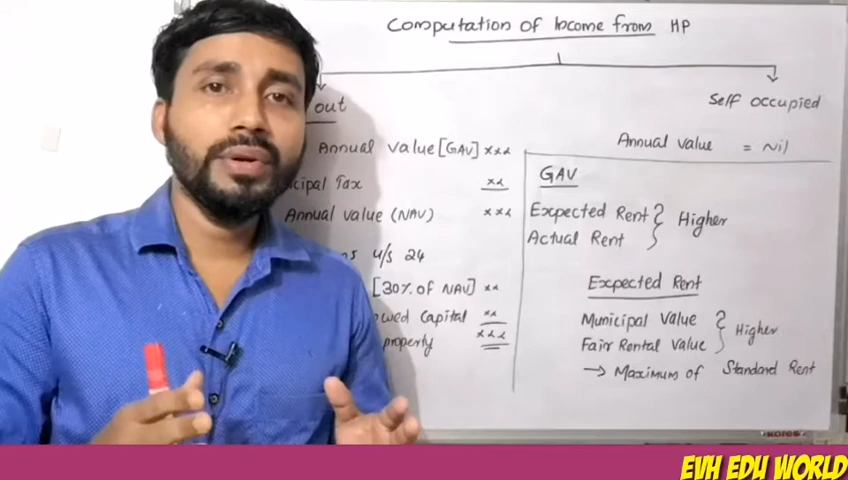 Computation of Income from HP
out
Self occupied
Annual value = Nil
Annual value [GAV] xxx
Tax xx
Annual value (NAV) xxx
u/s 24
[30% of NAV] xx
Capital xx
property xxx
GAV
Expected Rent } Higher
Actual Rent
Expected Rent
Municipal value } Higher
Fair Rental value
→ Maximum of Standard Rent
KORES
EVH EDU WORLD